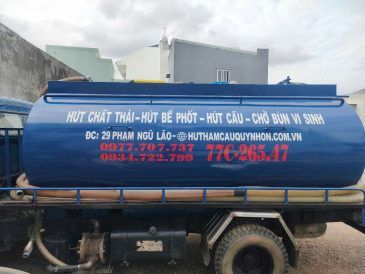 HÚT CHẤT THẢI-HÚT BỂ PHỐT - HÚT CẦU - CHỞ BÙN VI SINH
ĐC: 29 PHẠM NGŨ LÃO- HUTHAMCAUQUYNHON.COM.VN
0977.707.737
0934.722.799 77C-265.47